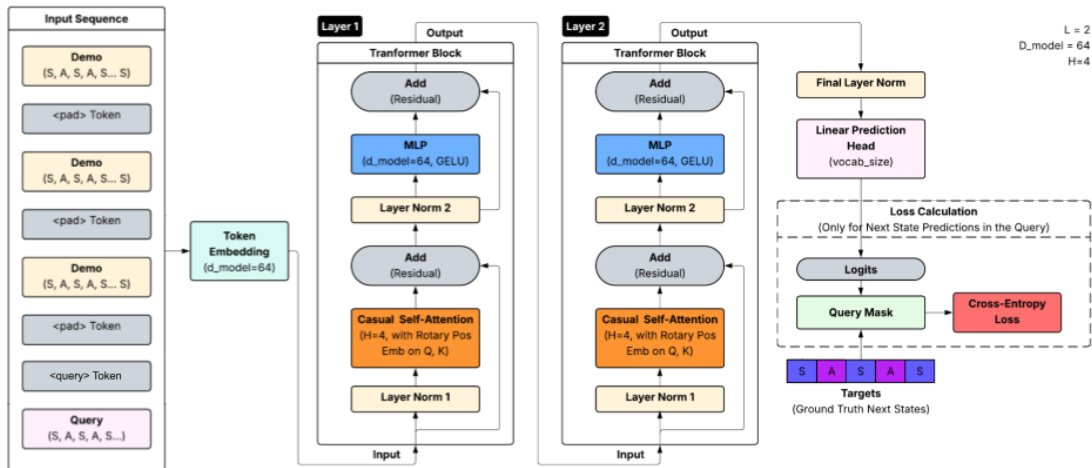 Input Sequence
Demo
(S, A, S, A, S... S)
<pad> Token
Demo
(S, A, S, A, S... S)
<pad> Token
Demo
(S, A, S, A, S... S)
<pad> Token
<query> Token
Query
(S, A, S, A, S...)
Token
Embedding
(d_model=64)
Layer 1
Output
Tranformer Block
Add
(Residual)
MLP
(d_model=64, GELU)
Layer Norm 2
Add
(Residual)
Casual Self-Attention
(H=4, with Rotary Pos
Emb on Q, K)
Layer Norm 1
Input
Layer 2
Output
Tranformer Block
Add
(Residual)
MLP
(d_model=64, GELU)
Layer Norm 2
Add
(Residual)
Casual Self-Attention
(H=4, with Rotary Pos
Emb on Q, K)
Layer Norm 1
Input
L = 2
D_model = 64
H=4
Final Layer Norm
Linear Prediction
Head
(vocab_size)
Loss Calculation
(Only for Next State Predictions in the Query)
Logits
Query Mask
Cross-Entropy
Loss
S A S A S
Targets
(Ground Truth Next States)